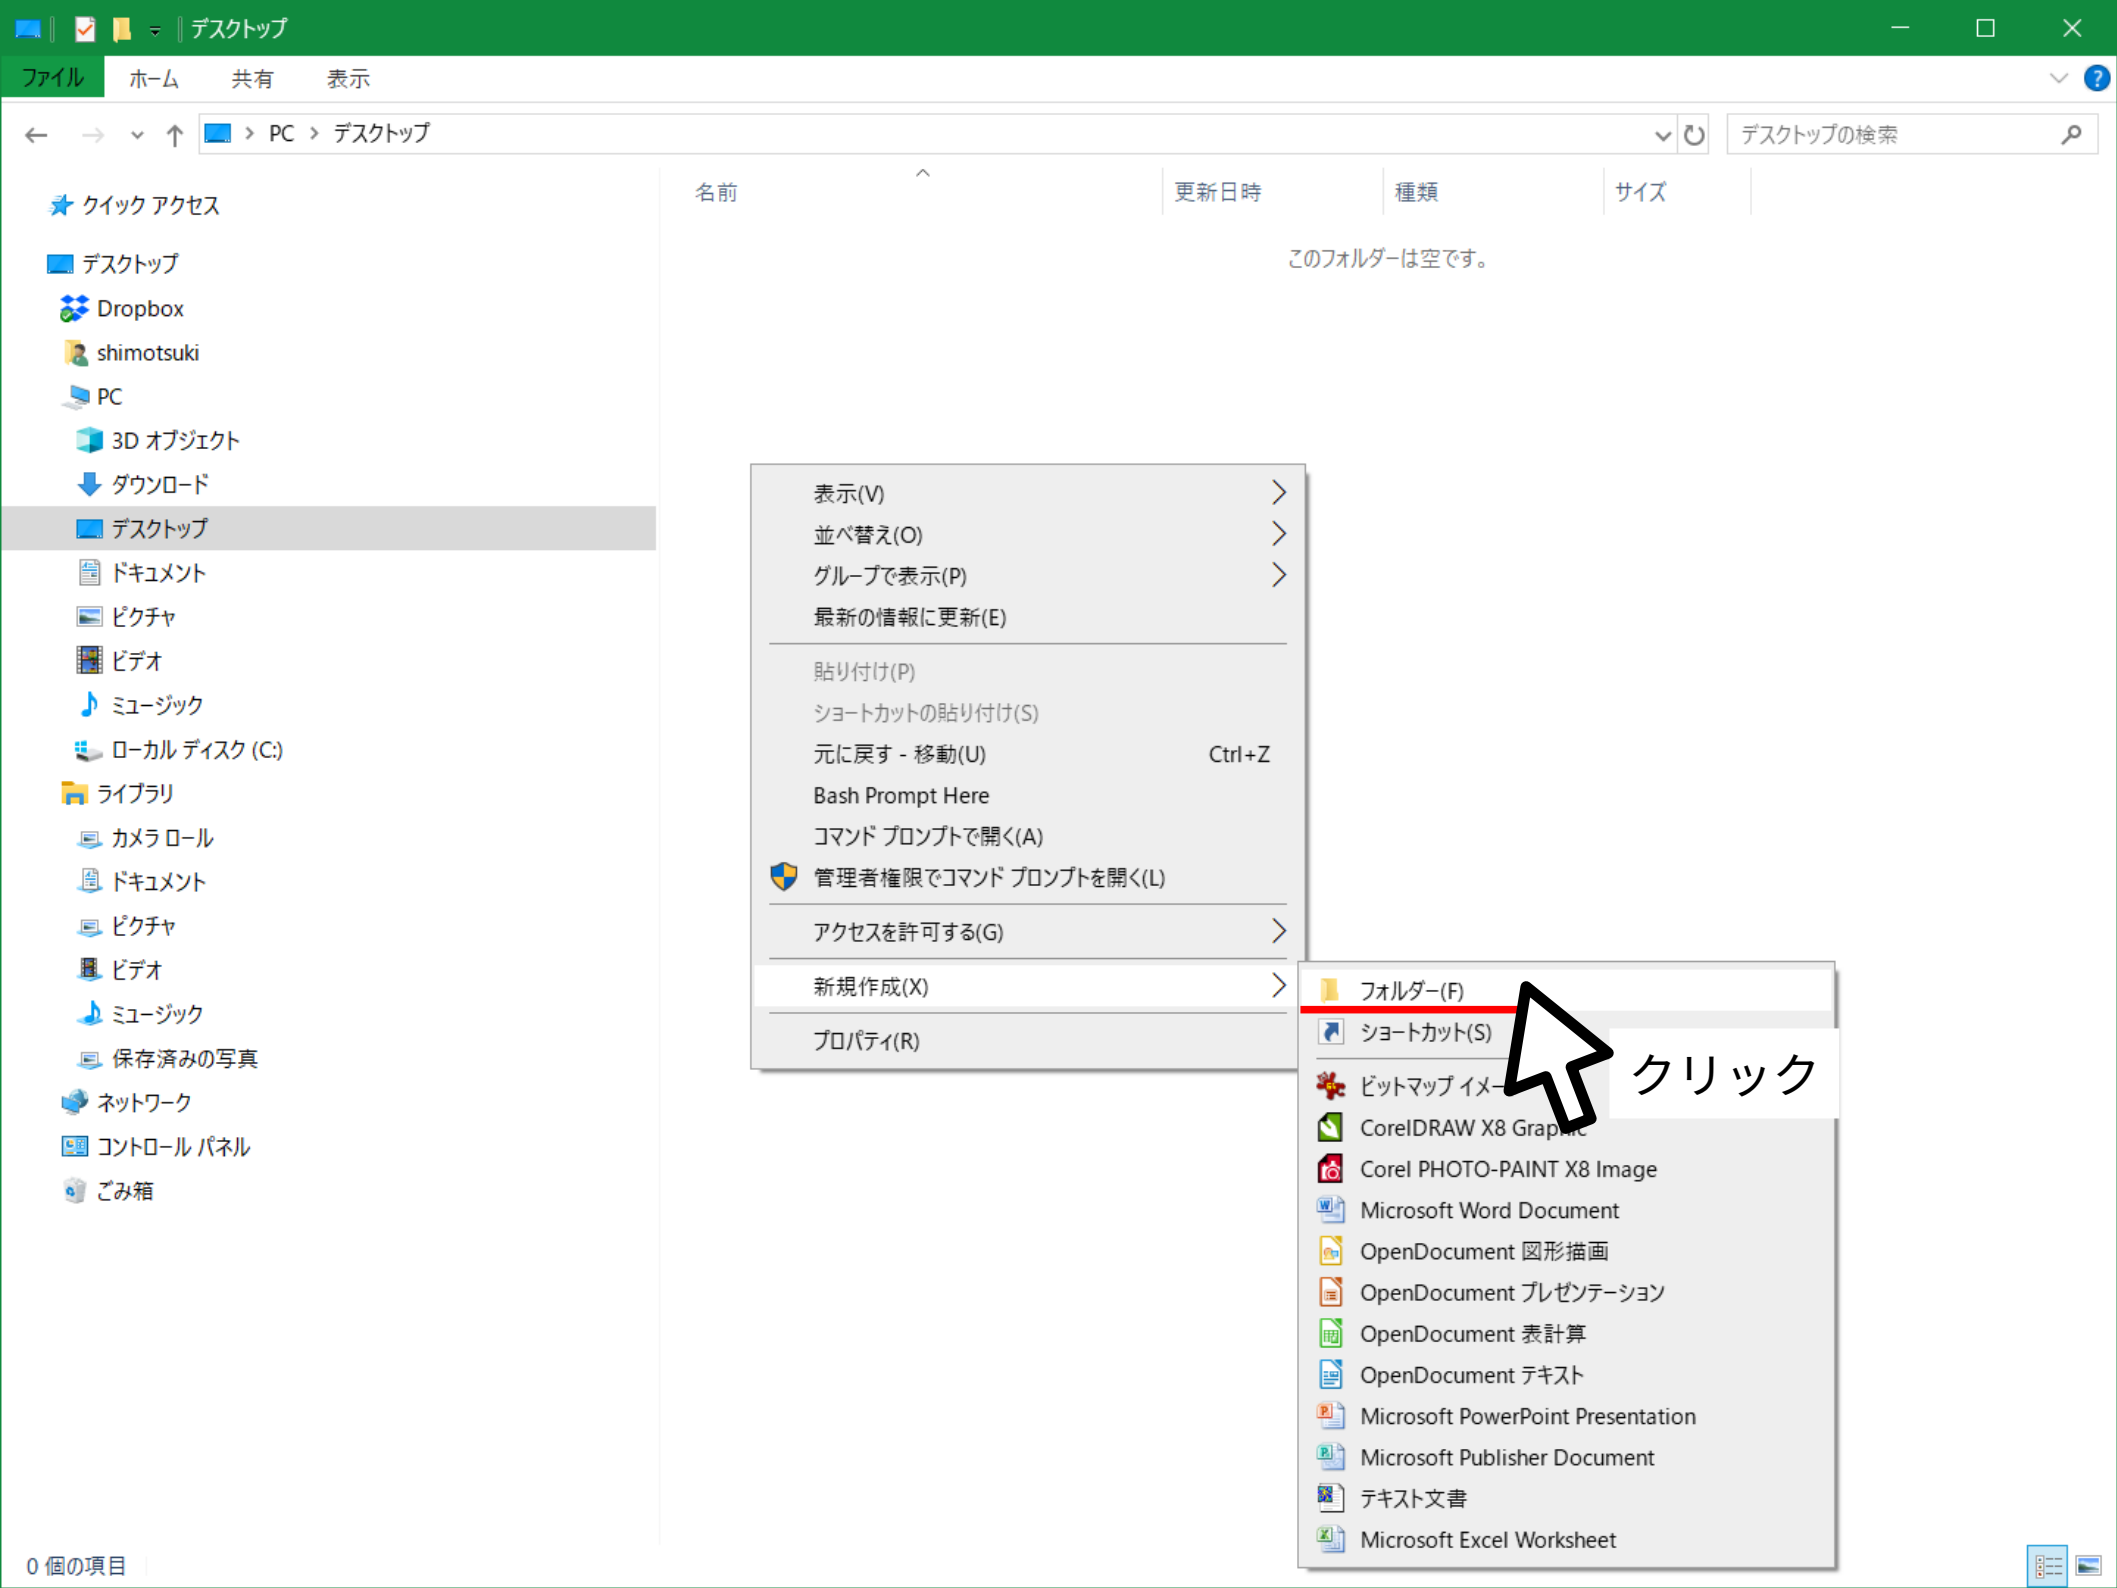 デスクトップ
ファイル ホーム 共有 表示
PC デスクトップ
デスクトップの検索
名前 更新日時 種類 サイズ
このフォルダーは空です。
クイック アクセス
デスクトップ
Dropbox
shimotsuki
PC
3D オブジェクト
ダウンロード
デスクトップ
ドキュメント
ピクチャ
ビデオ
ミュージック
ローカル ディスク (C:)
ライブラリ
カメラ ロール
ドキュメント
ピクチャ
ビデオ
ミュージック
保存済みの写真
ネットワーク
コントロール パネル
ごみ箱
表示(V)
並べ替え(O)
グループで表示(P)
最新の情報に更新(E)
貼り付け(P)
ショートカットの貼り付け(S)
元に戻す - 移動(U) Ctrl+Z
Bash Prompt Here
コマンド プロンプトで開く(A)
管理者権限でコマンド プロンプトを開く(L)
アクセスを許可する(G)
新規作成(X)
プロパティ(R)
フォルダー(F)
ショートカット(S)
クリック
ビットマップ イメー
CorelDRAW X8 Graphic
Corel PHOTO-PAINT X8 Image
Microsoft Word Document
OpenDocument 図形描画
OpenDocument プレゼンテーション
OpenDocument 表計算
OpenDocument テキスト
Microsoft PowerPoint Presentation
Microsoft Publisher Document
テキスト文書
Microsoft Excel Worksheet
0 個の項目